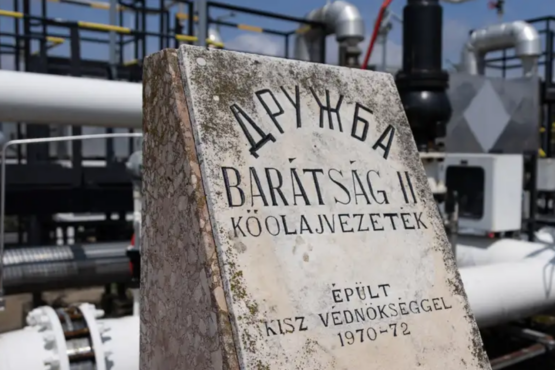 ДРУЖБА
BARÁTSÁG II
KŐOLAJVEZETÉK
ÉPÜLT
KISZ VÉDNÖKSÉGGEL
1970-72